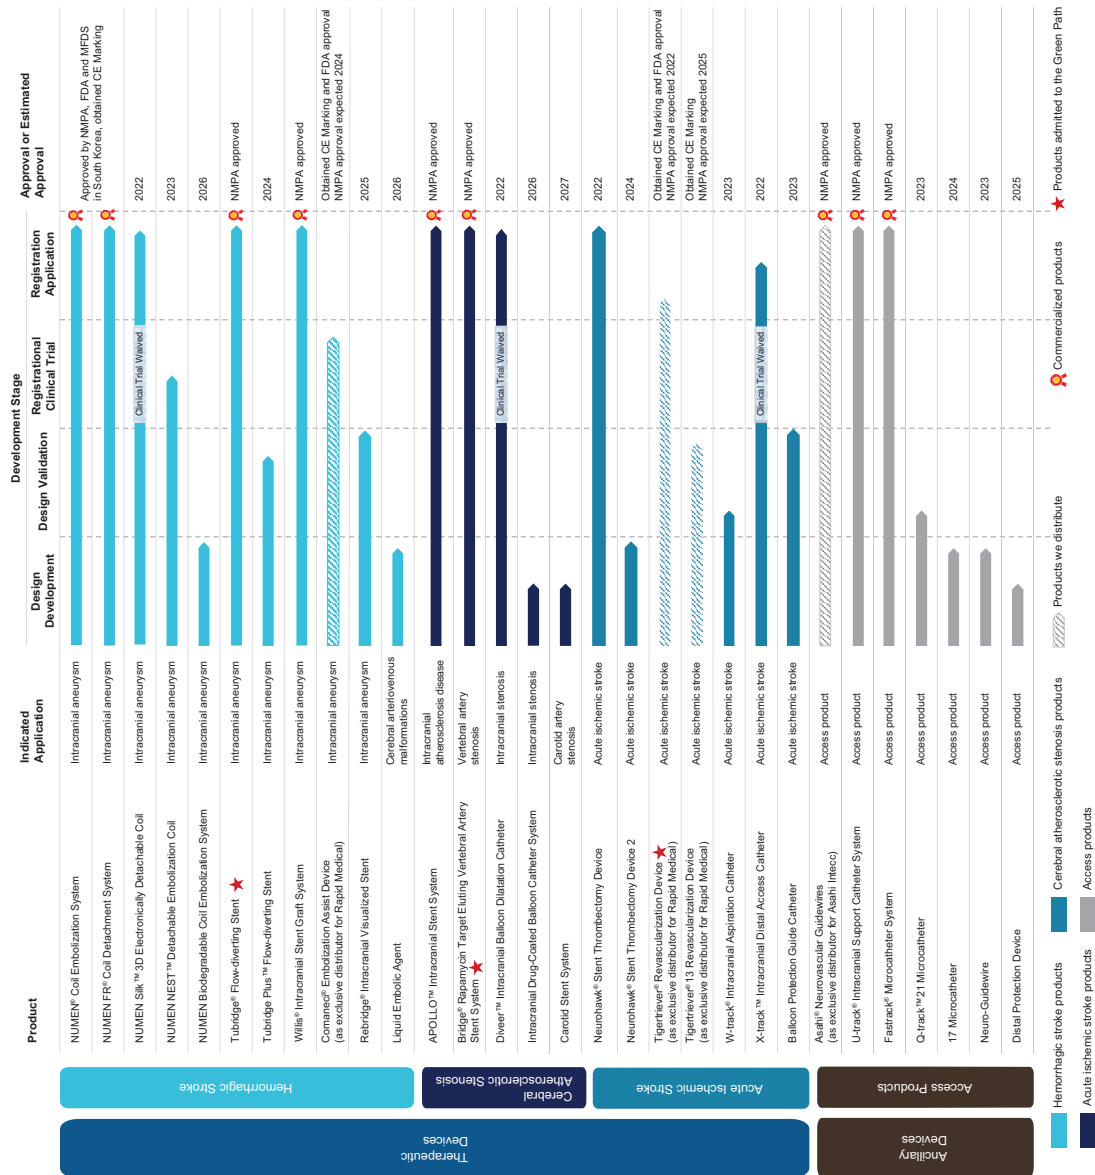 Product
Indicated
Application
Development Stage
Design
Development
Design Validation
Registrational
Clinical Trial
Registration
Application
Approval or Estimated
Approval
Therapeutic
Devices
Hemorrhagic Stroke
NUMEN® Coil Embolization System
Intracranial aneurysm
Approved by NMPA, FDA and MFDS
in South Korea, obtained CE Marking
NUMEN FR® Coil Detachment System
Intracranial aneurysm
NUMEN Silk™ 3D Electronically Detachable Coil
Intracranial aneurysm
Clinical Trial Waived
2022
NUMEN NEST™ Detachable Embolization Coil
Intracranial aneurysm
2023
NUMEN Biodegradable Coil Embolization System
Intracranial aneurysm
2026
Tubridge® Flow-diverting Stent
Intracranial aneurysm
NMPA approved
Tubridge Plus™ Flow-diverting Stent
Intracranial aneurysm
2024
Willis® Intracranial Stent Graft System
Intracranial aneurysm
NMPA approved
Comaneci® Embolization Assist Device
(as exclusive distributor for Rapid Medical)
Intracranial aneurysm
Obtained CE Marking and FDA approval
NMPA approval expected 2024
Rebridge® Intracranial Visualized Stent
Intracranial aneurysm
2025
Liquid Embolic Agent
Cerebral arteriovenous
malformations
2026
Cerebral
Atherosclerotic Stenosis
APOLLO™ Intracranial Stent System
Intracranial
atherosclerosis disease
NMPA approved
Bridge® Rapamycin Target Eluting Vertebral Artery
Stent System
Vertebral artery
stenosis
NMPA approved
Diveer™ Intracranial Balloon Dilatation Catheter
Intracranial stenosis
Clinical Trial Waived
2022
Intracranial Drug-Coated Balloon Catheter System
Intracranial stenosis
2026
Carolid Stent System
Carotid artery
stenosis
2027
Acute Ischemic Stroke
Neurohawk® Stent Thrombectomy Device
Acute ischemic stroke
2022
Neurohawk® Stent Thrombectomy Device 2
Acute ischemic stroke
2024
Tigertriever® Revascularization Device
(as exclusive distributor for Rapid Medical)
Acute ischemic stroke
Obtained CE Marking and FDA approval
NMPA approval expected 2022
Tigertriever® 13 Revascularization Device
(as exclusive distributor for Rapid Medical)
Acute ischemic stroke
Obtained CE Marking
NMPA approval expected 2025
W-track® Intracranial Aspiration Catheter
Acute ischemic stroke
2023
X-track™ Intracranial Distal Access Catheter
Acute ischemic stroke
Clinical Trial Waived
2022
Balloon Protection Guide Catheter
Acute ischemic stroke
2023
Ancillary
Devices
Access Products
Asahi® Neurovascular Guidewires
(as exclusive distributor for Asahi Intecc)
Access product
NMPA approved
U-track® Intracranial Support Catheter System
Access product
NMPA approved
Fastrack® Microcatheter System
Access product
NMPA approved
Q-track™21 Microcatheter
Access product
2023
17 Microcatheter
Access product
2024
Neuro-Guidewire
Access product
2023
Distal Protection Device
Access product
2025
Hemorrhagic stroke products
Cerebral atherosclerotic stenosis products
Products we distribute
Commercialized products
Products admitted to the Green Path
Acute ischemic stroke products
Access products